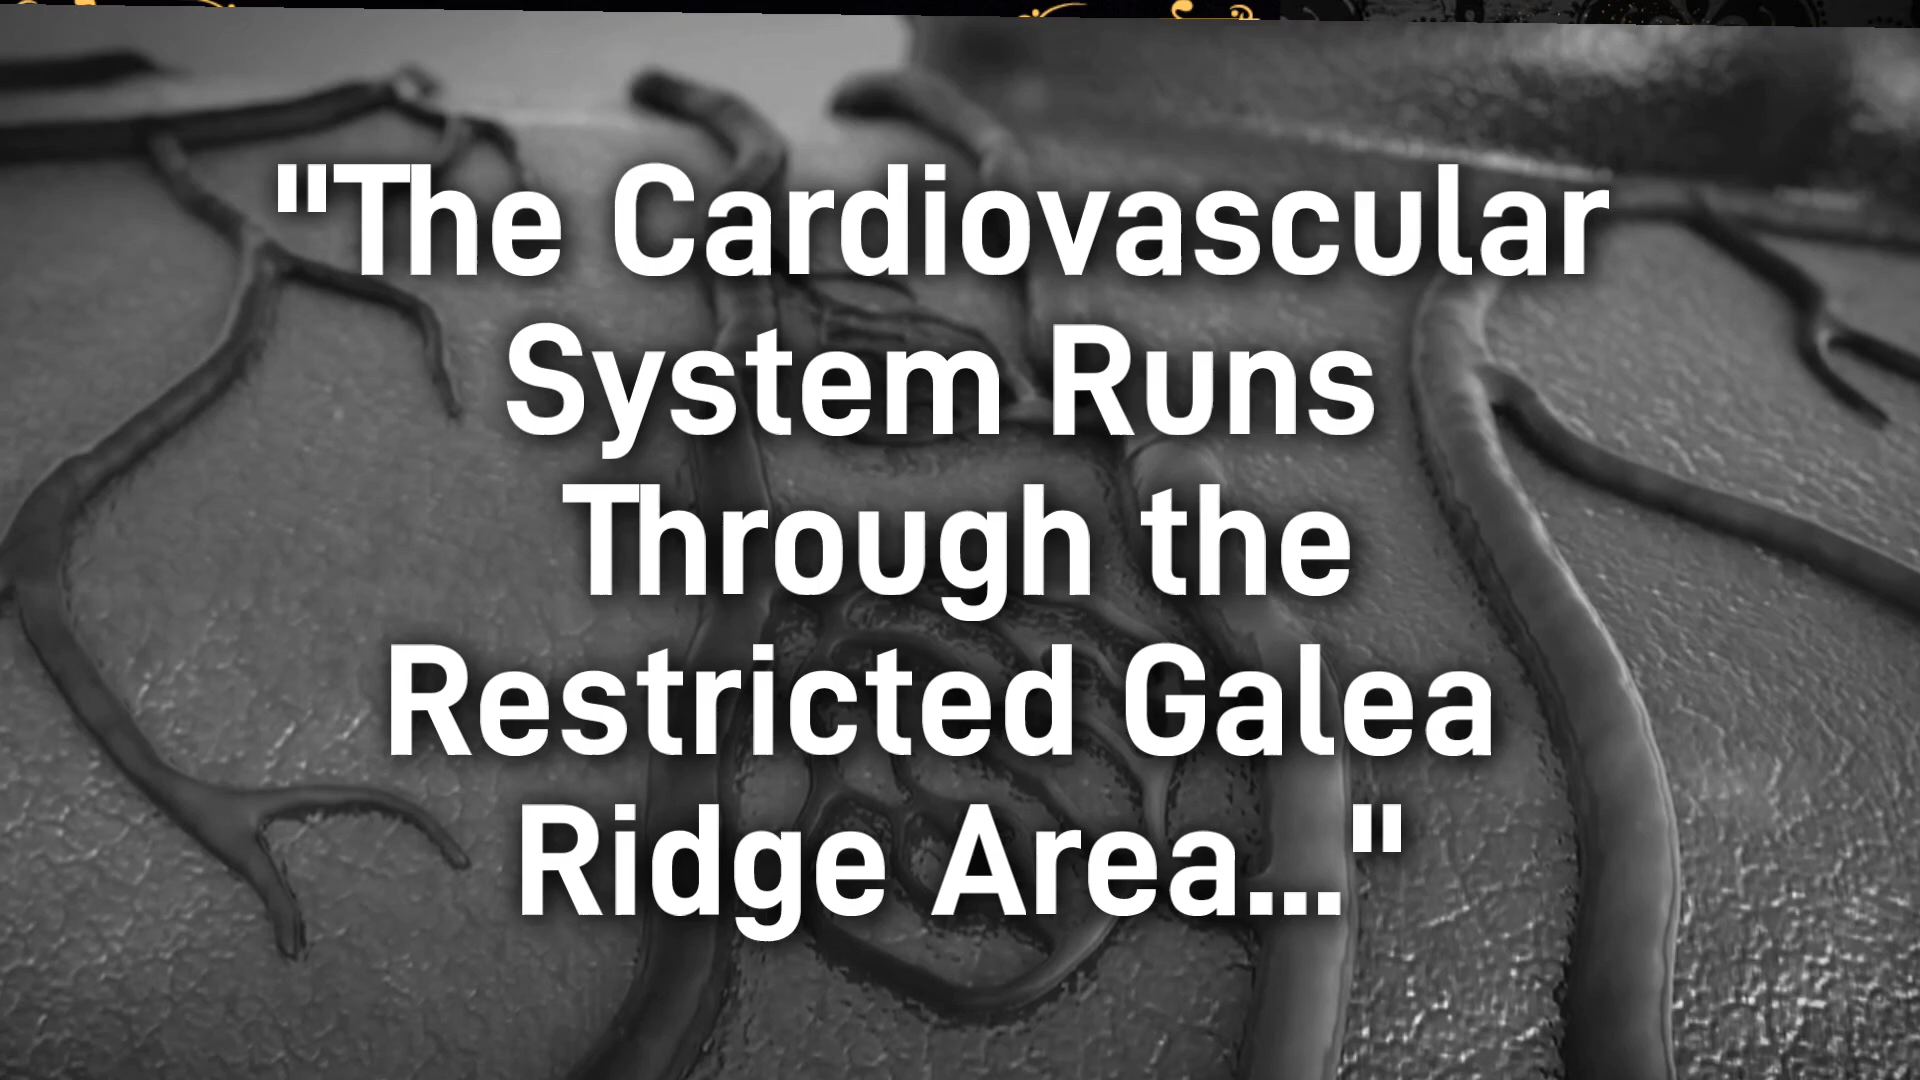 "The Cardiovascular
System Runs
Through the
Restricted Galea
Ridge Area..."